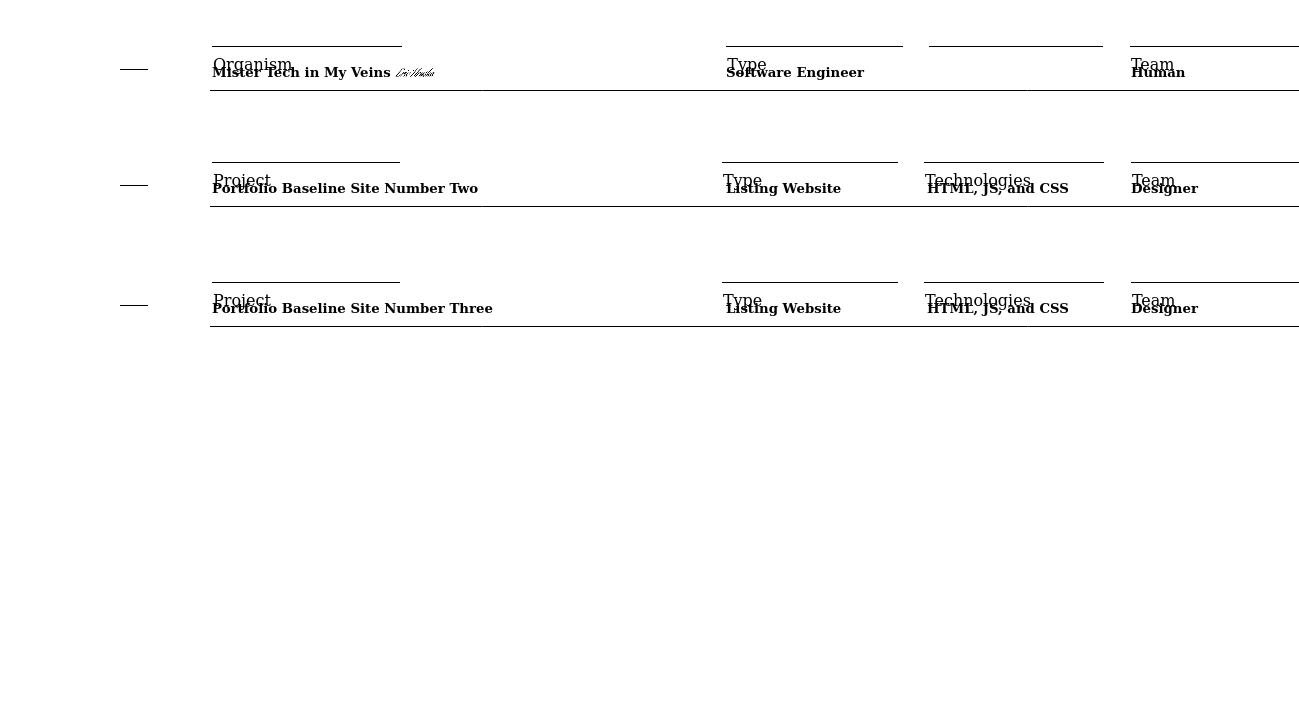 Organism Type Team
Mister Tech in My Veins Software Engineer Human
Project Type Technologies Team
Portfolio Baseline Site Number Two Listing Website HTML, JS, and CSS Designer
Project Type Technologies Team
Portfolio Baseline Site Number Three Listing Website HTML, JS, and CSS Designer